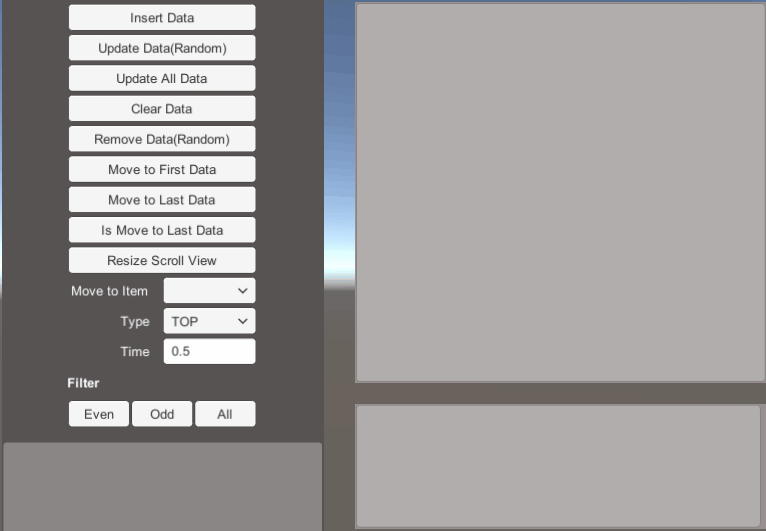 Insert Data
Update Data(Random)
Update All Data
Clear Data
Remove Data(Random)
Move to First Data
Move to Last Data
Is Move to Last Data
Resize Scroll View
Move to Item
Type TOP
Time 0.5
Filter
Even Odd All